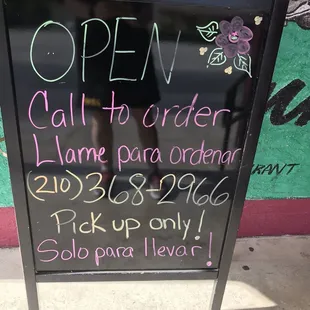 OPEN
Call to order
Llame para ordenar
(210) 368-2966
Pick up only!
Solo para llevar!